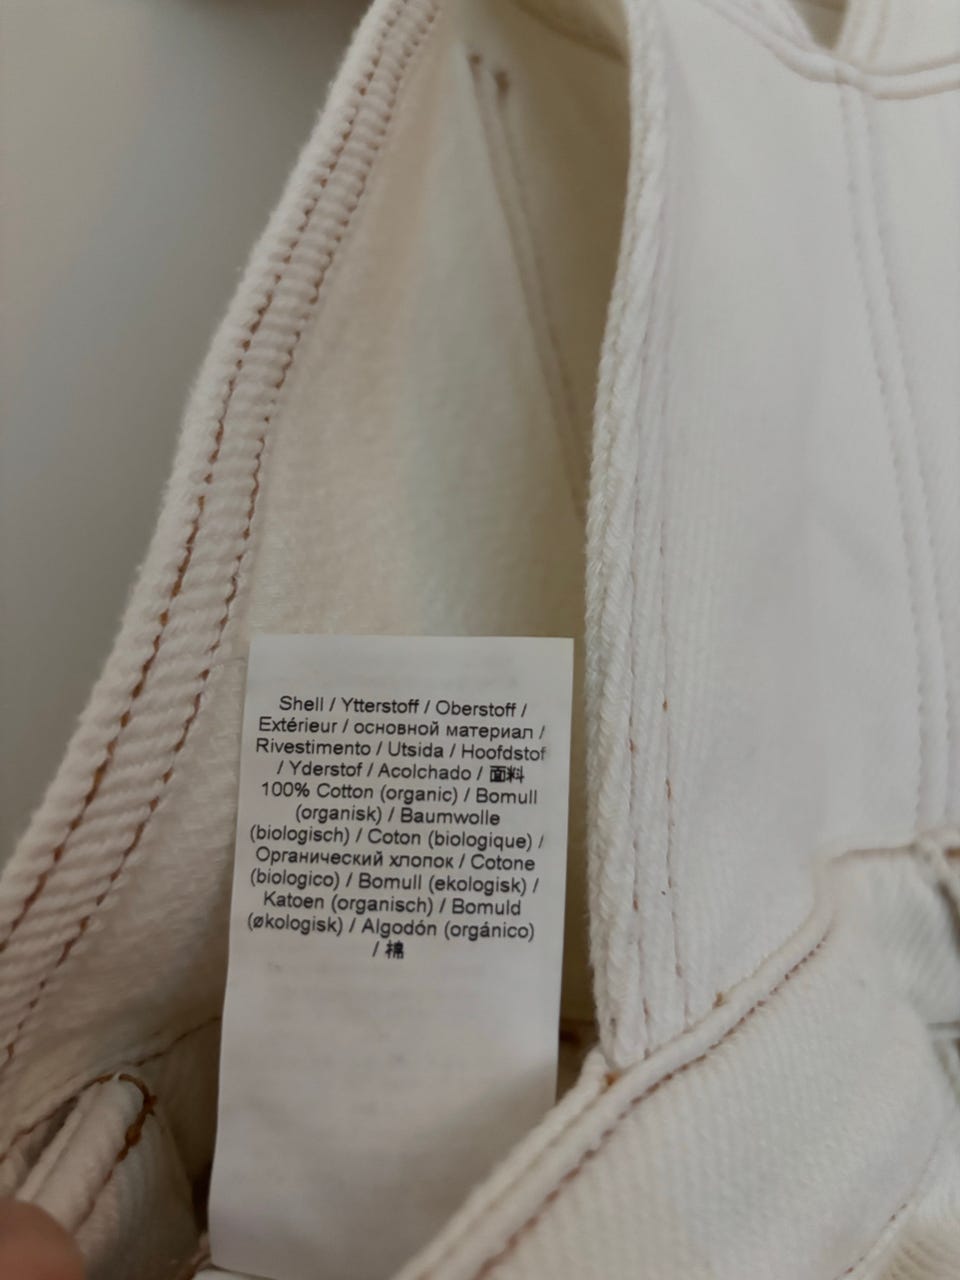 Shell / Ytterstoff / Oberstoff /
Extérieur / основной материал /
Rivestimento / Utsida / Hoofdstof
/ Yderstof / Acolchado / 面料
100% Cotton (organic) / Bomull
(organisk) / Baumwolle
(biologisch) / Coton (biologique) /
Органический хлопок / Cotone
(biologico) / Bomull (ekologisk) /
Katoen (organisch) / Bomuld
(økologisk) / Algodón (orgánico)
/ 棉